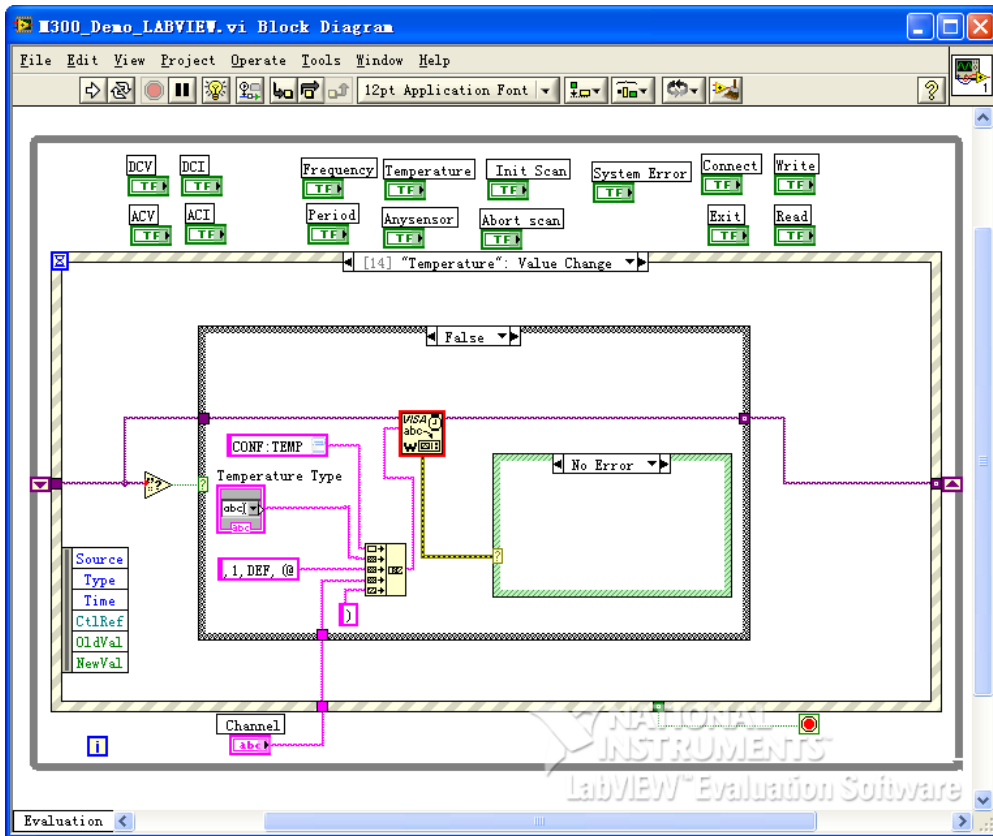 M300_Demo_LABVIEW.vi Block Diagram
File Edit View Project Operate Tools Window Help
12pt Application Font
?
1
DCV DCI Frequency Temperature Init Scan System Error Connect Write
TF TF TF TF TF TF TF TF
ACV ACI Period Anysensor Abort scan Exit Read
TF TF TF TF TF TF TF
[14] "Temperature": Value Change
False
VISA
abc
W
CONF:TEMP
No Error
Temperature Type
"?
?
abc
abc
?
,1,DEF,(@
)
Source
Type
Time
CtlRef
OldVal
NewVal
Channel
abc
i
NATIONAL
INSTRUMENTS
LabVIEW™ Evaluation Software
Evaluation